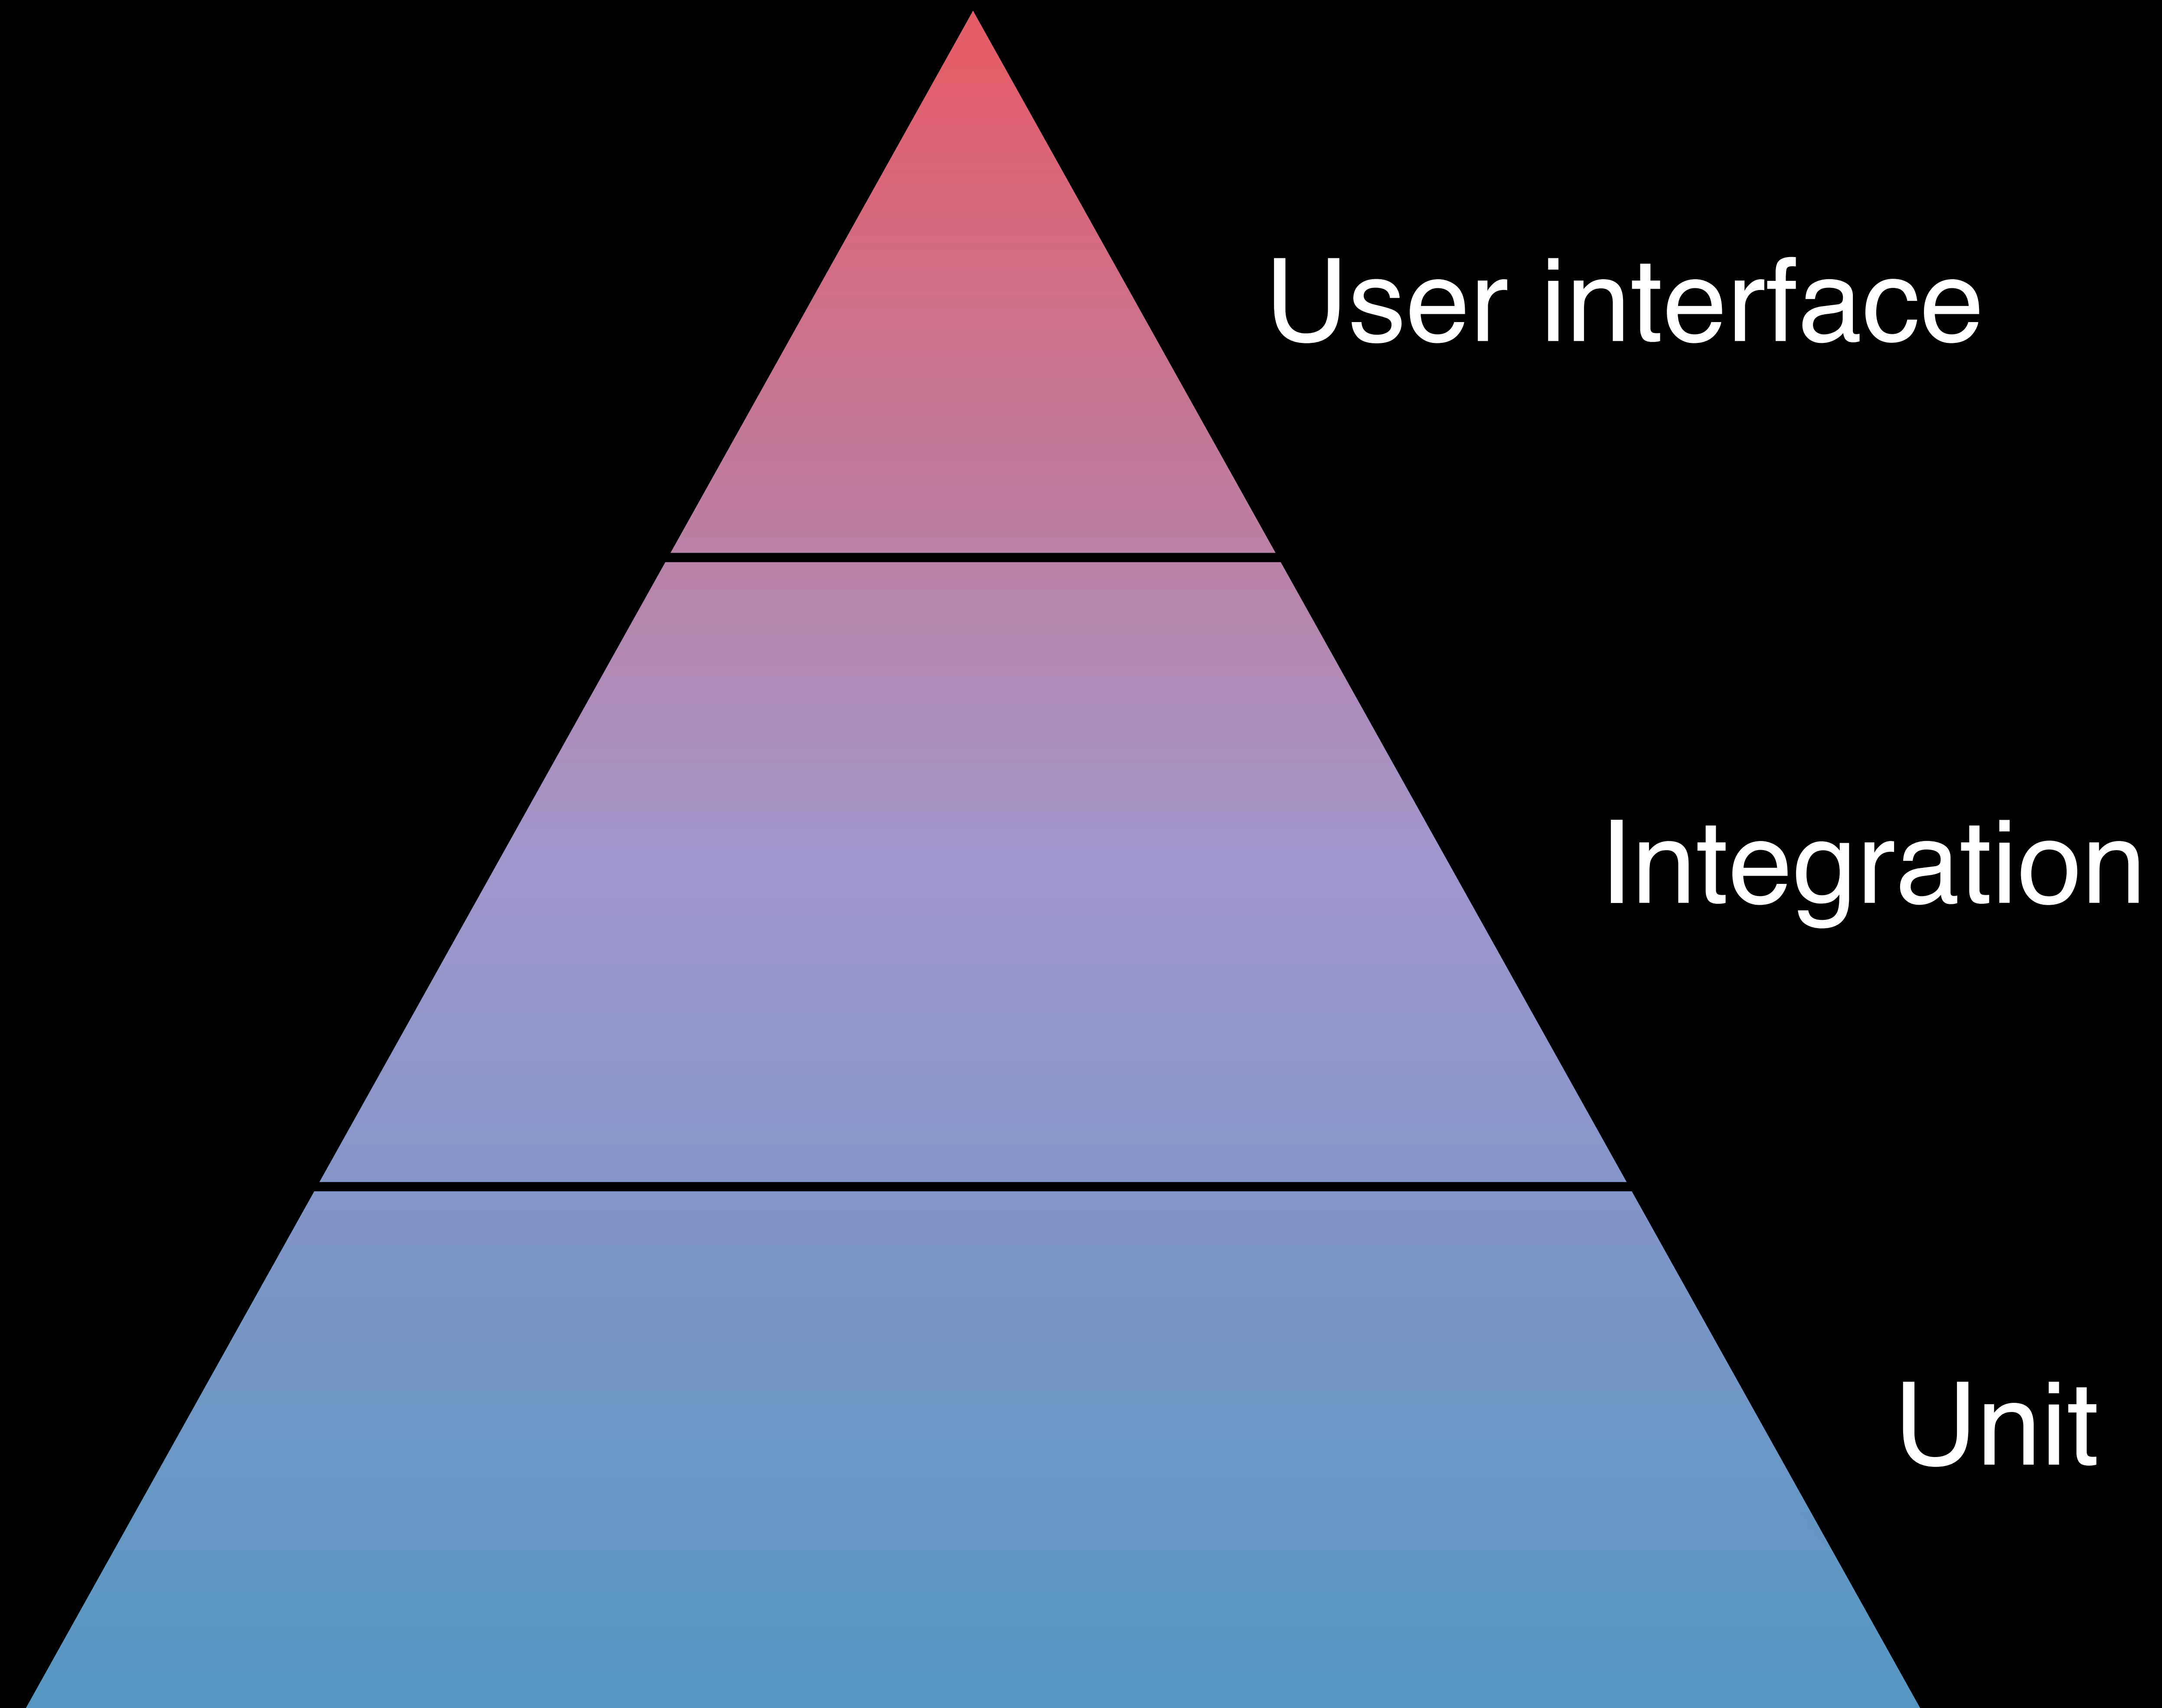 User interface
Integration
Unit